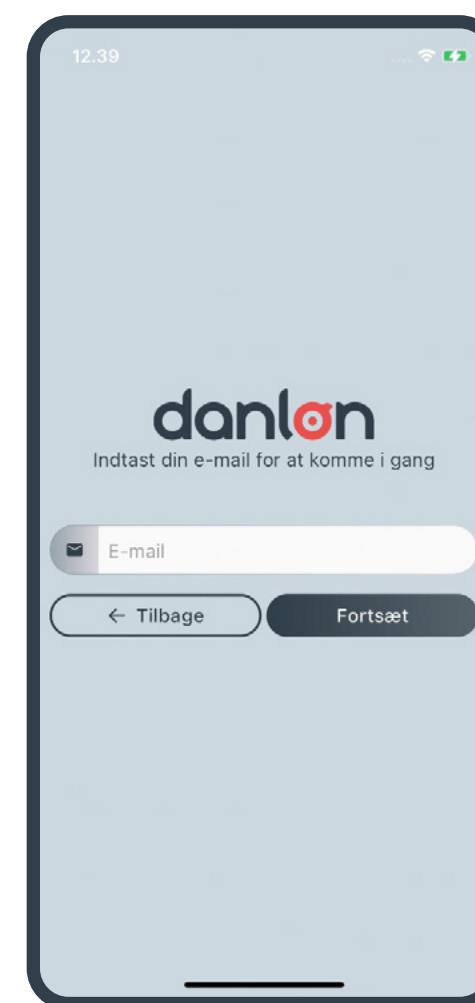 12.39
danløn
Indtast din e-mail for at komme i gang
E-mail
← Tilbage
Fortsæt